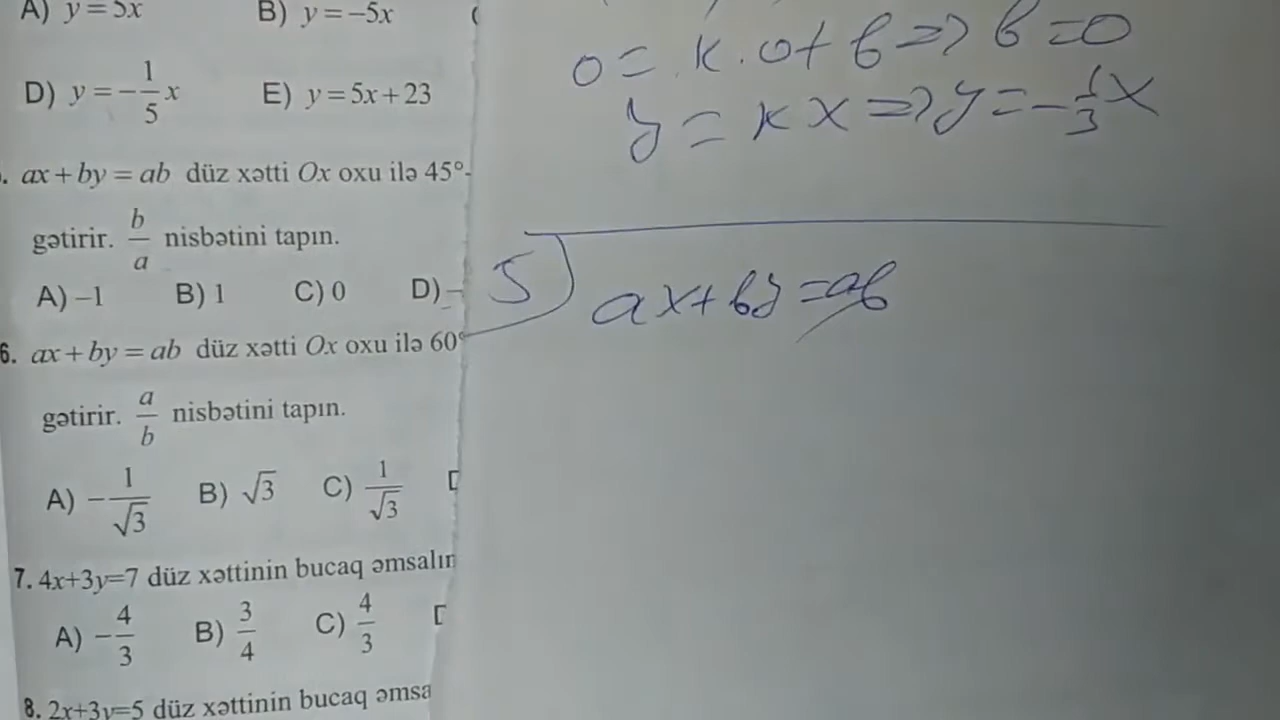 A) y=5x B) y=-5x (
D) y=-1/5 x E) y=5x+23
. ax+by=ab düz xətti Ox oxu ilə 45°-
gətirir. b/a nisbətini tapın.
A) -1 B) 1 C) 0 D) -
6. ax+by=ab düz xətti Ox oxu ilə 60°
gətirir. a/b nisbətini tapın.
A) -1/√3 B) √3 C) 1/√3
7. 4x+3y=7 düz xəttinin bucaq
A) -4/3 B) 3/4 C) 4/3
8. 2x+3y=5 düz xəttinin bucaq
0 = k·0+b => b=0
y = kx => y=-1/3 x
5) ax+by=ab